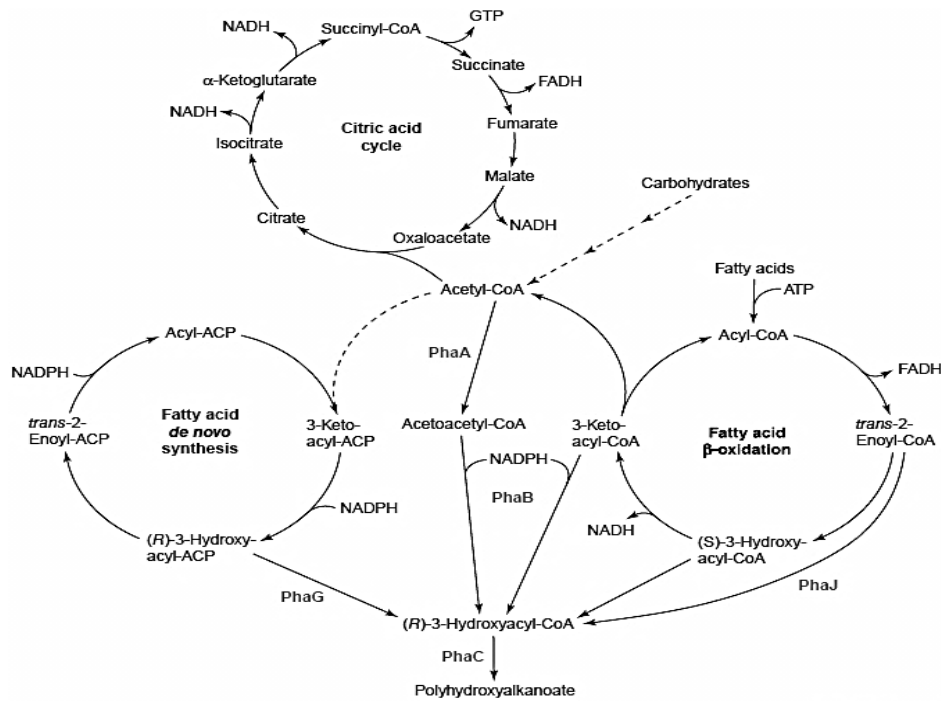 GTP
NADH
Succinyl-CoA
Succinate
α-Ketoglutarate
FADH
NADH
Citric acid
cycle
Fumarate
Isocitrate
Malate
Carbohydrates
Citrate
NADH
Oxaloacetate
Fatty acids
Acetyl-CoA
ATP
Acyl-ACP
Acyl-CoA
PhaA
NADPH
FADH
trans-2-
Enoyl-ACP
Fatty acid
de novo
synthesis
3-Keto-
acyl-ACP
Acetoacetyl-CoA
3-Keto-
acyl-CoA
Fatty acid
β-oxidation
trans-2-
Enoyl-CoA
NADPH
PhaB
NADPH
NADH
(R)-3-Hydroxy-
acyl-ACP
(S)-3-Hydroxy-
acyl-CoA
PhaG
PhaJ
(R)-3-Hydroxyacyl-CoA
PhaC
Polyhydroxyalkanoate